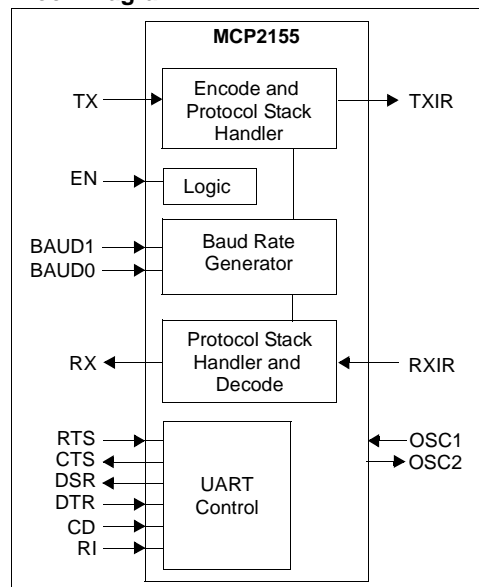 MCP2155
TX
Encode and
Protocol Stack
Handler
TXIR
EN
Logic
BAUD1
BAUD0
Baud Rate
Generator
RX
Protocol Stack
Handler and
Decode
RXIR
RTS
CTS
DSR
DTR
CD
RI
UART
Control
OSC1
OSC2